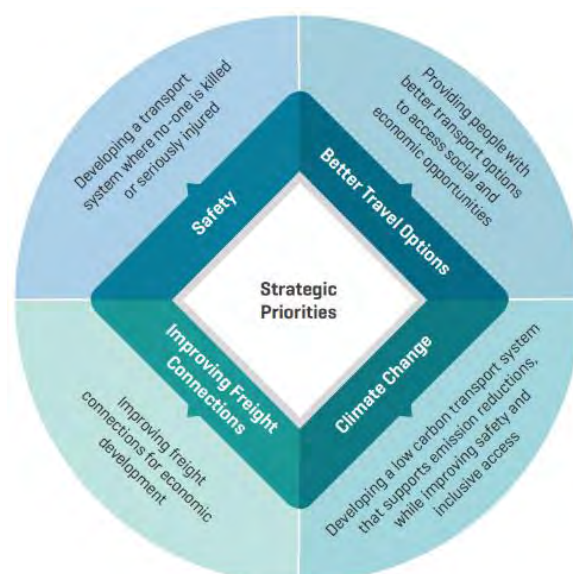 Developing a transport
system where no-one is killed
or seriously injured
Safety
Providing people with
better transport options
to access social and
economic opportunities
Better Travel Options
Strategic
Priorities
Improving Freight
Connections
Improving freight
connections for economic
development
Climate Change
Developing a low carbon transport system
that supports emission reductions,
while improving safety and
inclusive access